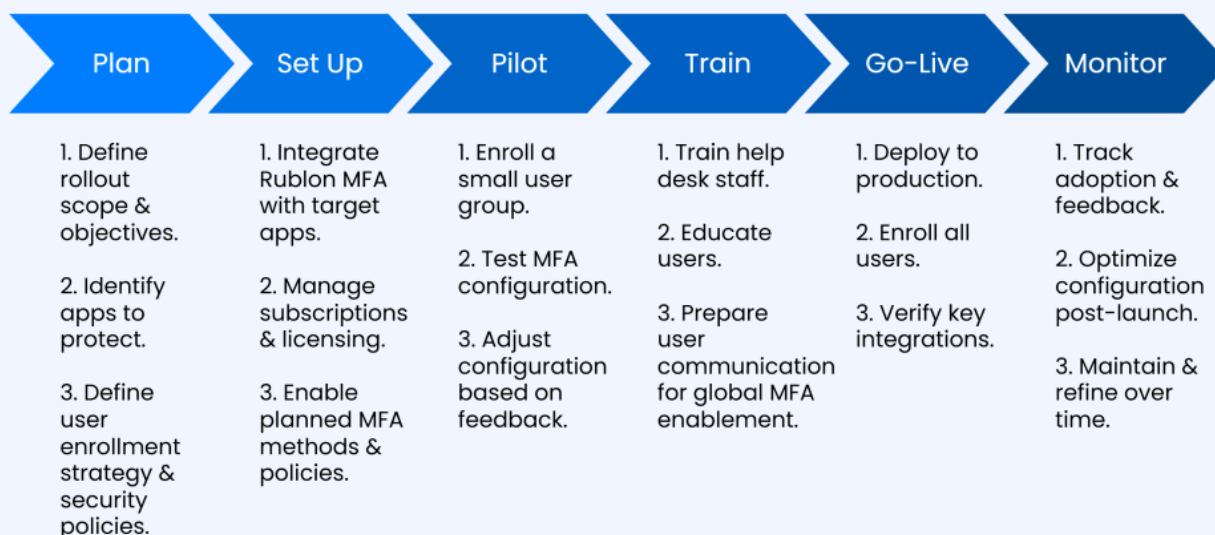 Plan
Set Up
Pilot
Train
Go-Live
Monitor
1. Define
rollout
scope &
objectives.
2. Identify
apps to
protect.
3. Define
user
enrollment
strategy &
security
policies.
1. Integrate
Rublon MFA
with target
apps.
2. Manage
subscriptions
& licensing.
3. Enable
planned MFA
methods &
policies.
1. Enroll a
small user
group.
2. Test MFA
configuration.
3. Adjust
configuration
based on
feedback.
1. Train help
desk staff.
2. Educate
users.
3. Prepare
user
communication
for global MFA
enablement.
1. Deploy to
production.
2. Enroll all
users.
3. Verify key
integrations.
1. Track
adoption &
feedback.
2. Optimize
configuration
post-launch.
3. Maintain &
refine over
time.